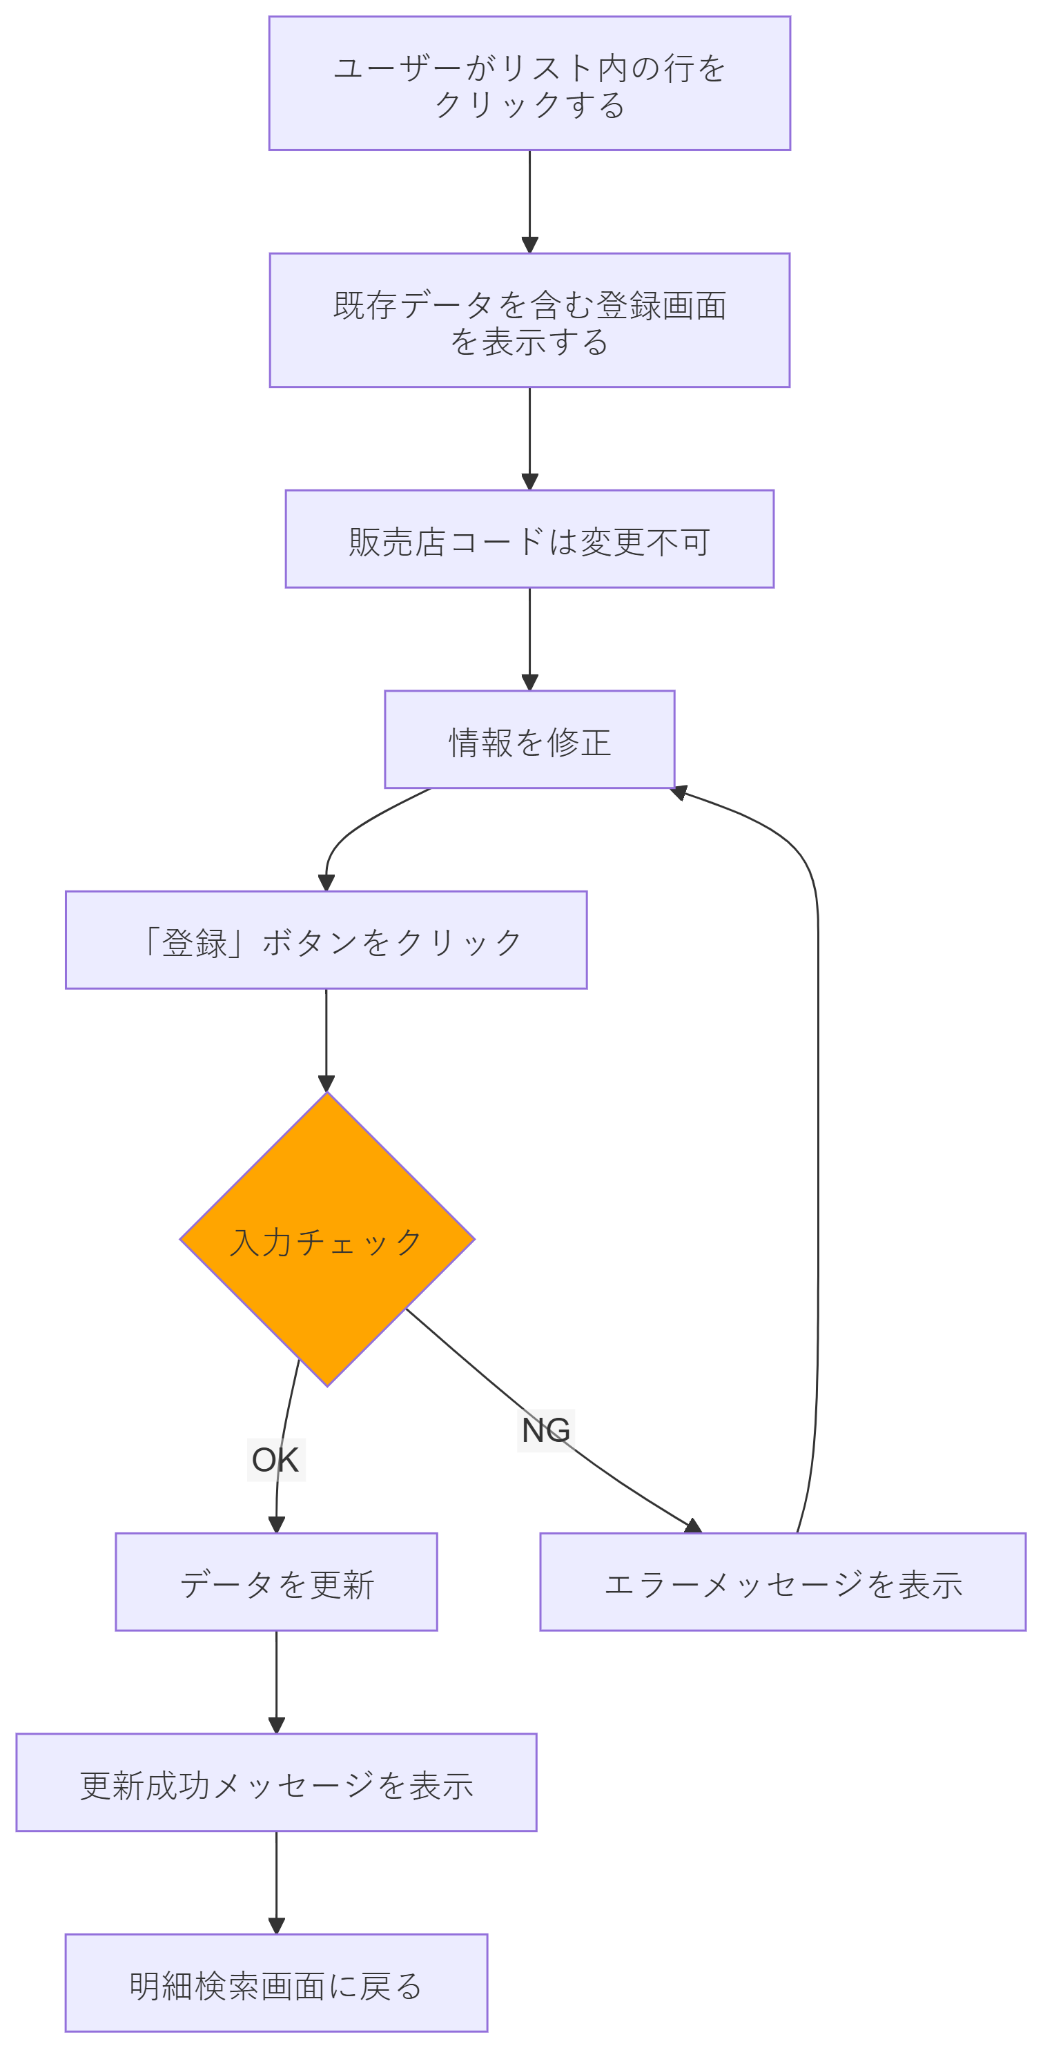 ユーザーがリスト内の行を
クリックする
既存データを含む登録画面
を表示する
販売店コードは変更不可
情報を修正
「登録」ボタンをクリック
入力チェック
NG
OK
データを更新
エラーメッセージを表示
更新成功メッセージを表示
明細検索画面に戻る